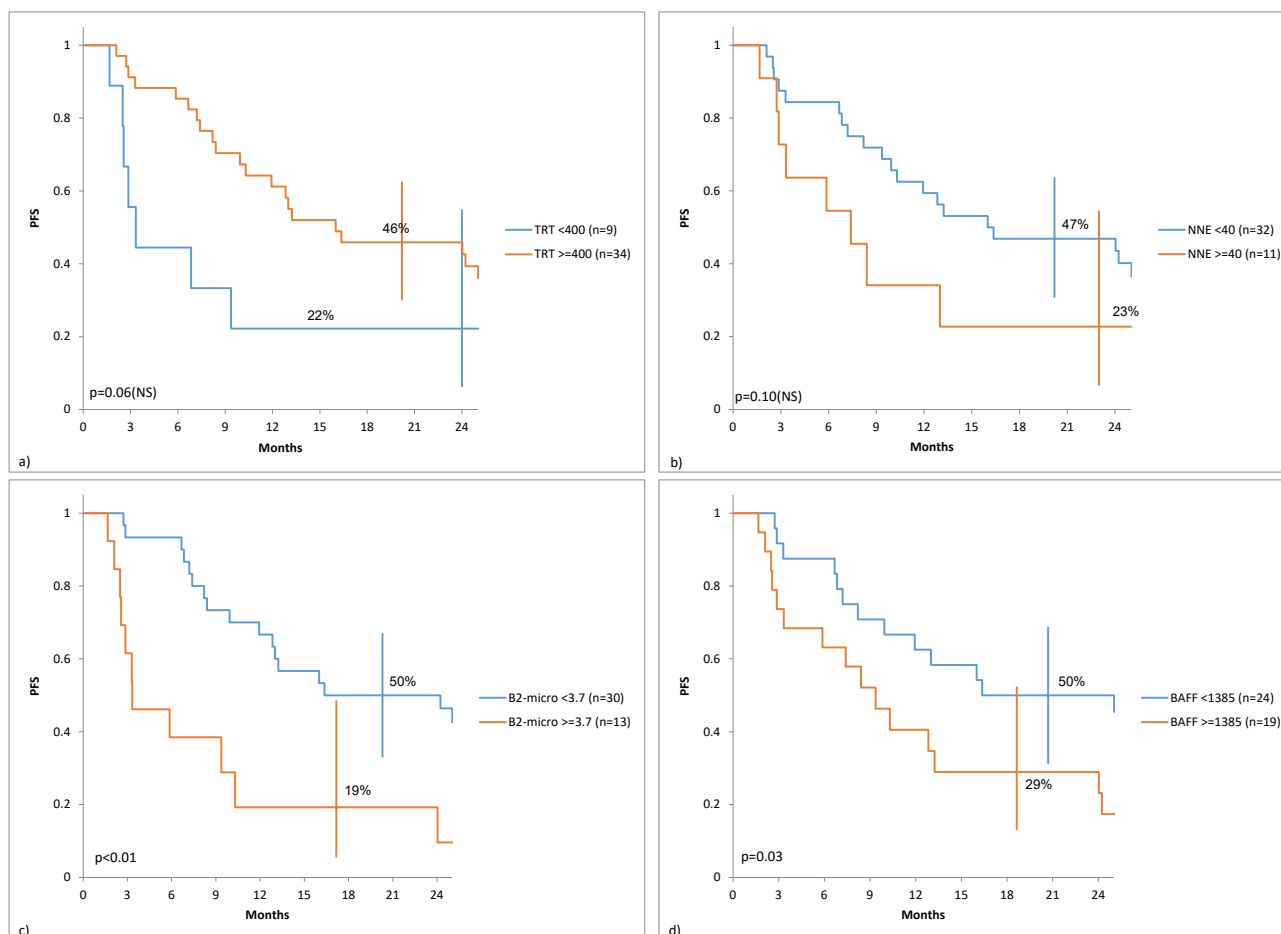 1
0.8
0.6
0.4
0.2
0
PFS
46%
22%
TRT <400 (n=9)
TRT >=400 (n=34)
p=0.06(NS)
0 3 6 9 12 15 18 21 24
Months
a)
1
0.8
0.6
0.4
0.2
0
PFS
47%
23%
NNE <40 (n=32)
NNE >=40 (n=11)
p=0.10(NS)
0 3 6 9 12 15 18 21 24
Months
b)
1
0.8
0.6
0.4
0.2
0
PFS
50%
19%
B2-micro <3.7 (n=30)
B2-micro >=3.7 (n=13)
p<0.01
0 3 6 9 12 15 18 21 24
Months
c)
1
0.8
0.6
0.4
0.2
0
PFS
50%
29%
BAFF <1385 (n=24)
BAFF >=1385 (n=19)
p=0.03
0 3 6 9 12 15 18 21 24
Months
d)